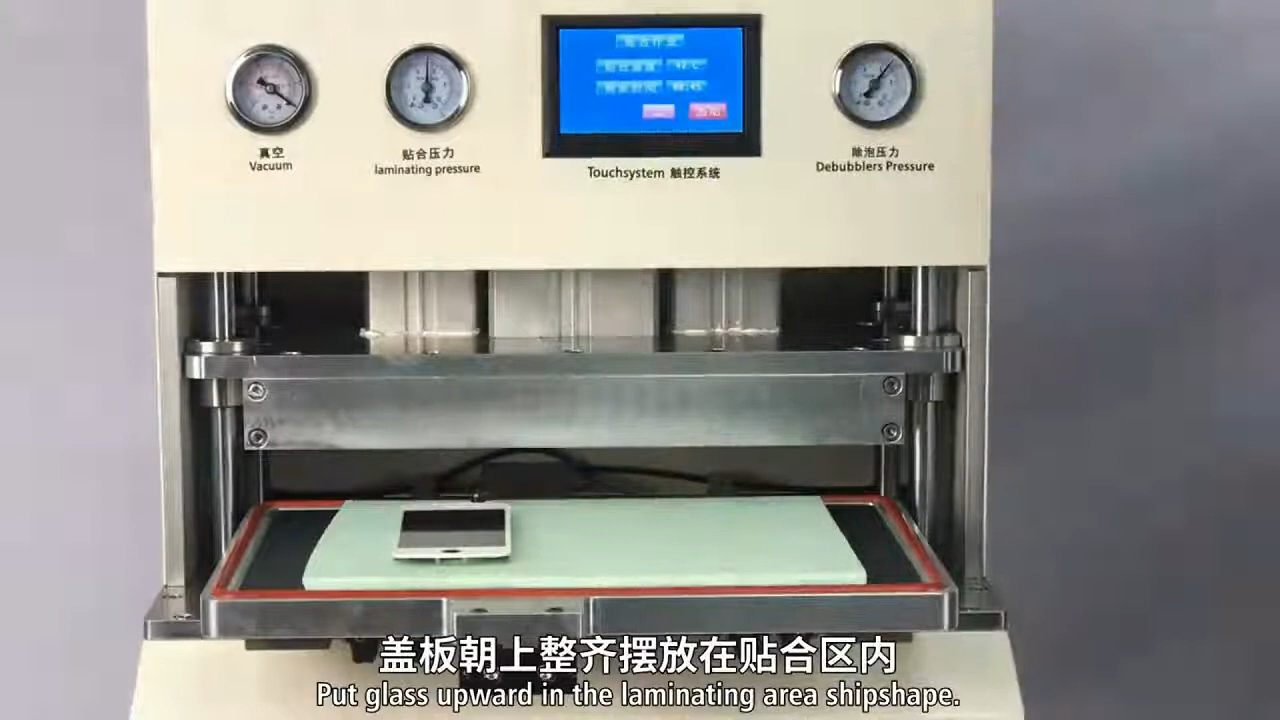 真空
Vacuum
贴合压力
laminating pressure
Touchsystem 触控系统
除泡压力
Debubblers Pressure
盖板朝上整齐摆放在贴合区内
Put glass upward in the laminating area shipshape.